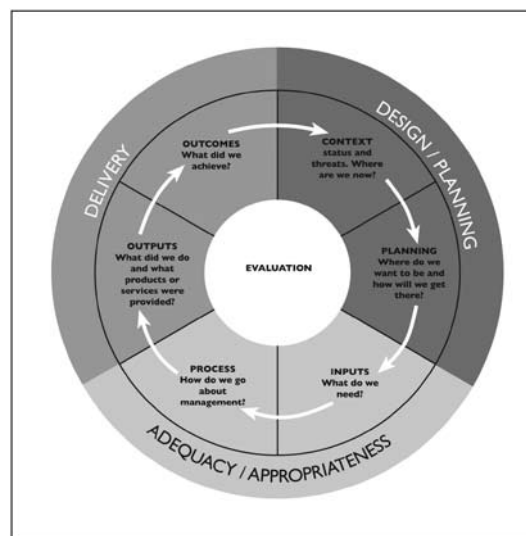 DESIGN / PLANNING
CONTEXT
status and
threats. Where
are we now?
PLANNING
Where do we
want to be and
how will we get
there?
ADEQUACY / APPROPRIATENESS
INPUTS
What do we
need?
PROCESS
How do we go
about
management?
DELIVERY
OUTPUTS
What did we do
and what
products or
services were
provided?
OUTCOMES
What did we
achieve?
EVALUATION